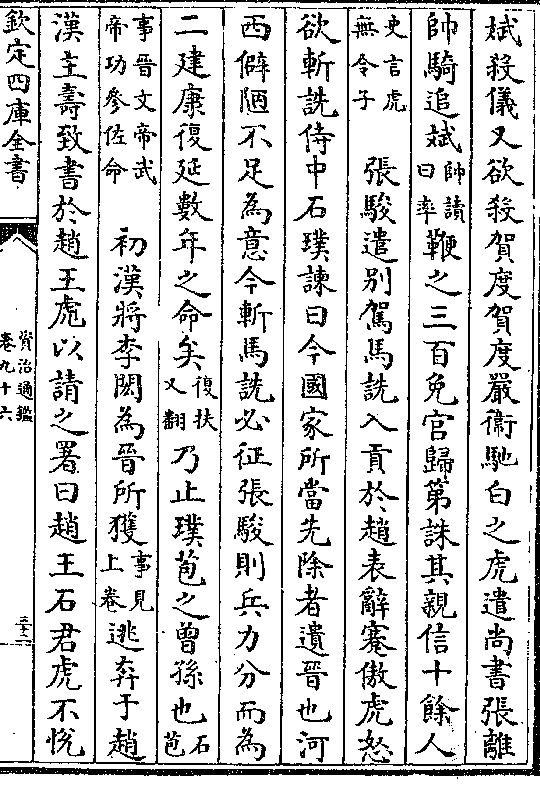 斌殺儀又欲殺賀度賀度嚴衛馳白之虎遣尚書張離
帥騎追斌帥讀曰率鞭之三百免官歸第誅其親信十餘人
史言虎無令子 張駿遣别駕馬詵入貢於趙表辭蹇傲虎怒
欲斬詵侍中石璞諫曰今國家所當先除者遺晉也河
西僻陋不足為意今斬馬詵必征張駿則兵力分而為
二建康復延數年之命矣復扶又翻乃止璞苞之曾孫也石苞
事晉文帝武帝功參佐命 初漢將李閎為晉所獲事見上卷逃奔于趙
漢主壽致書於趙王虎以請之署曰趙王石君虎不悦
欽定四庫全書
資治通鑑
卷九十六